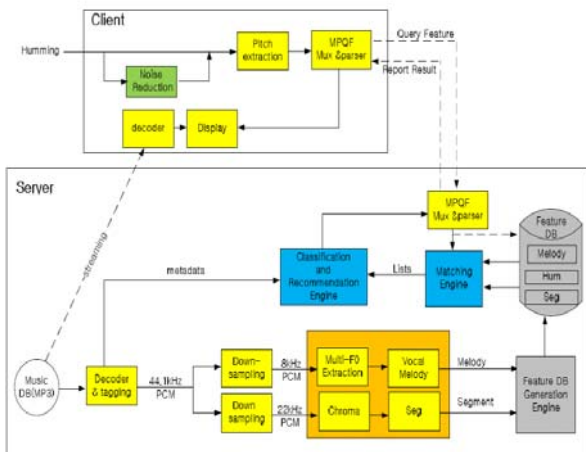 Client
Humming
Noise
Reduction
Pitch
extraction
MPQF
Mux &parser
Query Feature
Report Result
decoder
Display
Server
streaming
metadata
MPQF
Mux &parser
Feature
DB
Melody
Hum
Seg
Classification
and
Recommendation
Engine
Lists
Matching
Engine
Music
DB(MP3)
Decoder
& tagging
44.1kHz
PCM
Down-
sampling
8kHz
PCM
Multi-F0
Extraction
Vocal
Melody
Melody
Down
sampling
22kHz
PCM
Chroma
Seg
Segment
Feature DB
Generation
Engine